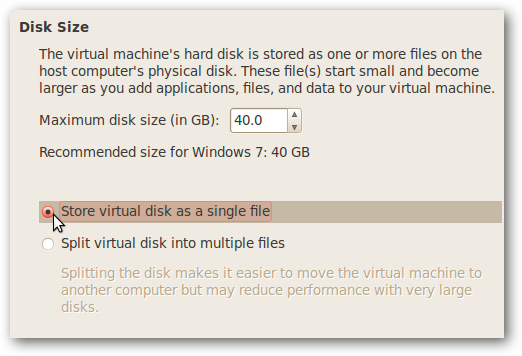 Disk Size
The virtual machine's hard disk is stored as one or more files on the
host computer's physical disk. These file(s) start small and become
larger as you add applications, files, and data to your virtual machine.
Maximum disk size (in GB): 40.0
Recommended size for Windows 7: 40 GB
Store virtual disk as a single file
Split virtual disk into multiple files
Splitting the disk makes it easier to move the virtual machine to
another computer but may reduce performance with very large
disks.